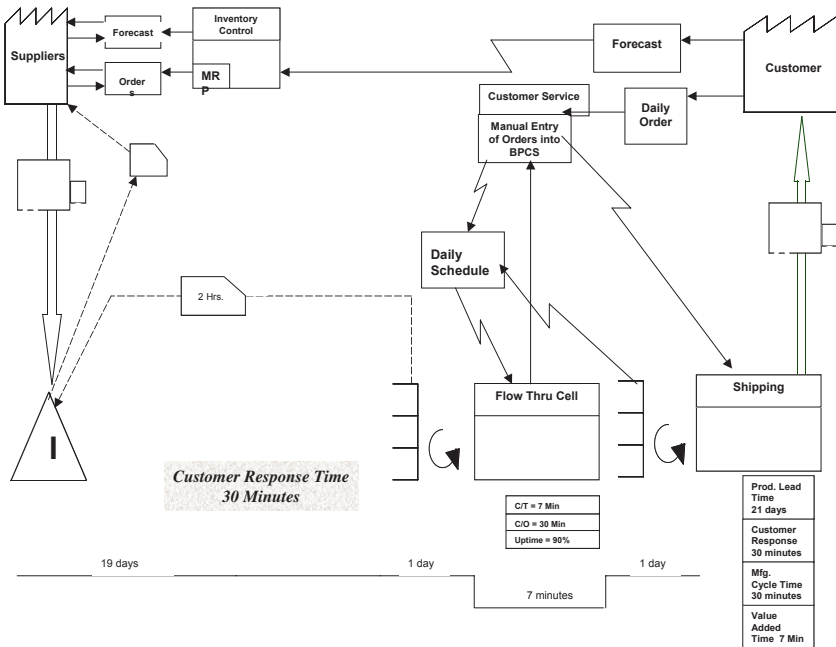 Suppliers
Forecast
Order
s
Inventory
Control
MR
P
Forecast
Customer
Customer Service
Manual Entry
of Orders into
BPCS
Daily
Order
Daily
Schedule
2 Hrs.
I
Flow Thru Cell
Shipping
Customer Response Time
30 Minutes
C/T = 7 Min
C/O = 30 Min
Uptime = 90%
Prod. Lead
Time
21 days
Customer
Response
30 minutes
Mfg.
Cycle Time
30 minutes
Value
Added
Time 7 Min
19 days
1 day
7 minutes
1 day